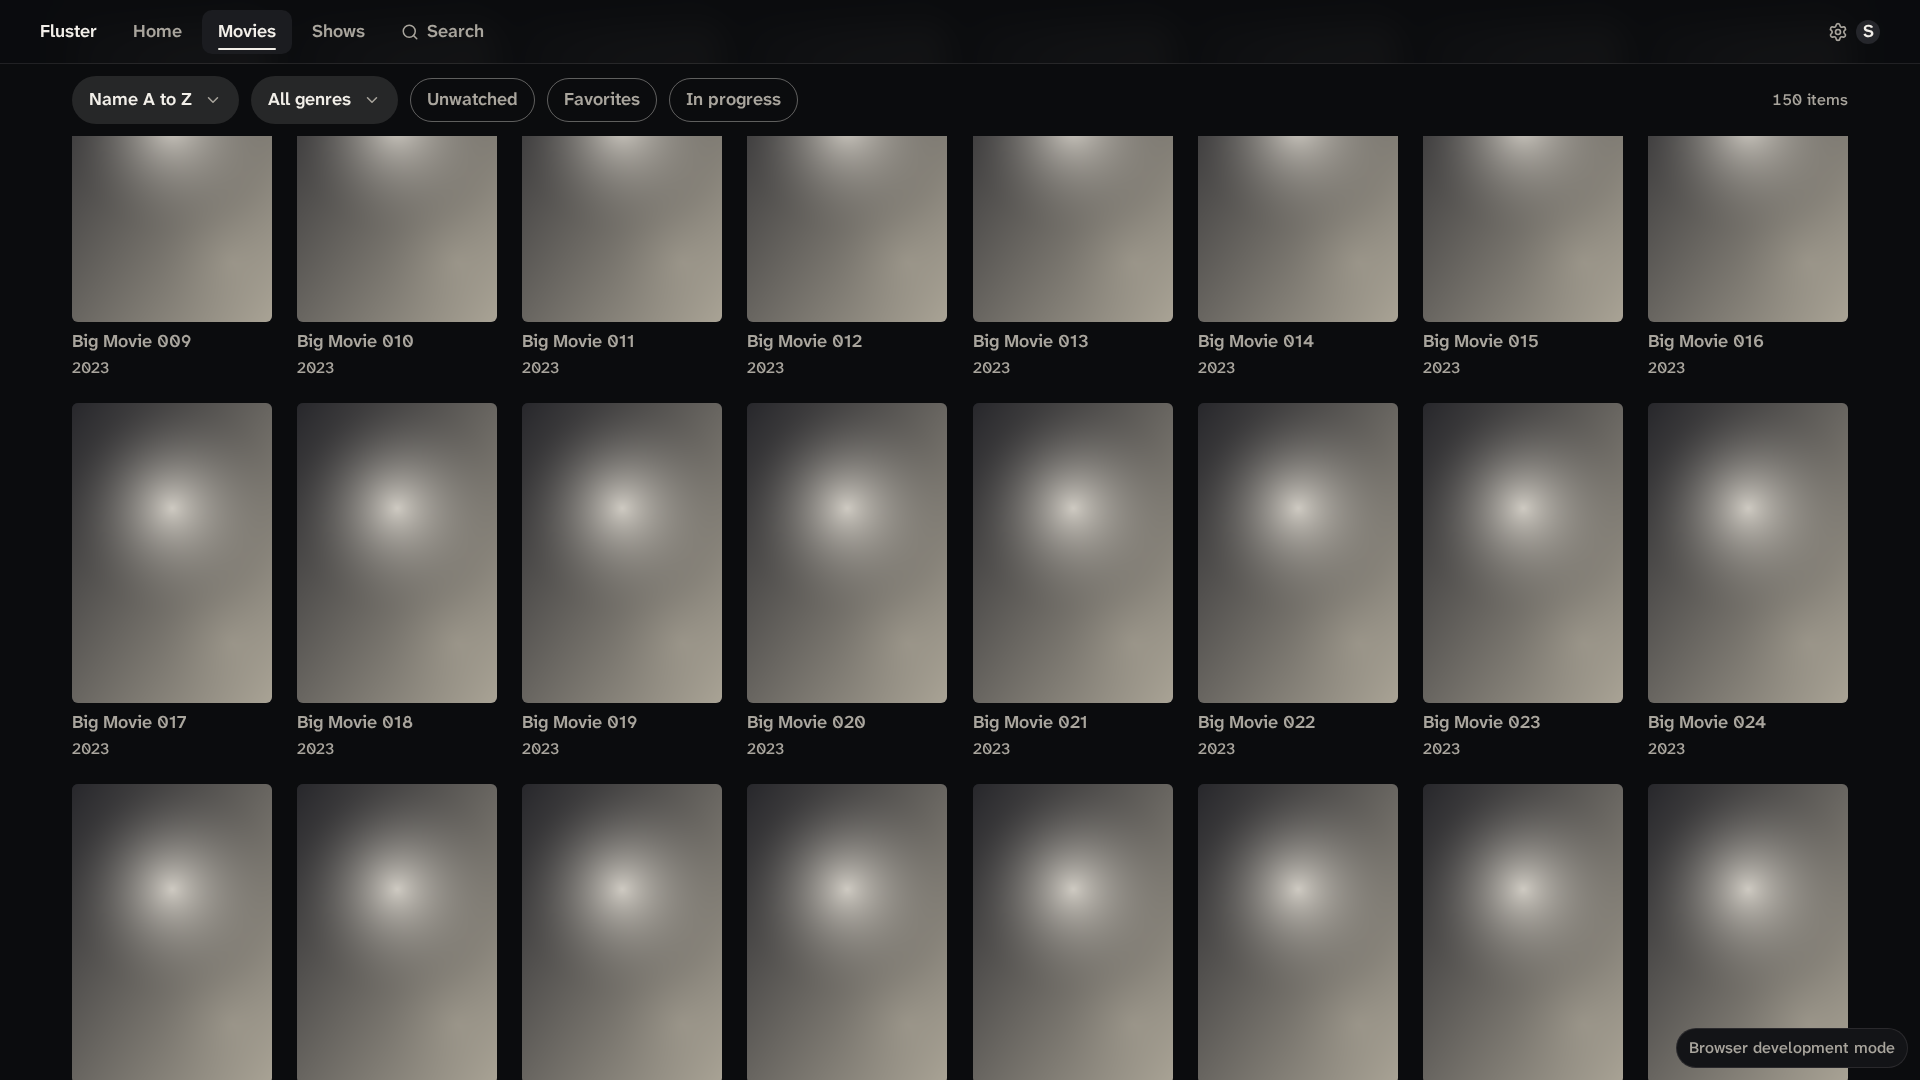 Fluster Home Movies Shows Search S
Name A to Z All genres Unwatched Favorites In progress 150 items
Big Movie 009 Big Movie 010 Big Movie 011 Big Movie 012 Big Movie 013 Big Movie 014 Big Movie 015 Big Movie 016
2023 2023 2023 2023 2023 2023 2023 2023
Big Movie 017 Big Movie 018 Big Movie 019 Big Movie 020 Big Movie 021 Big Movie 022 Big Movie 023 Big Movie 024
2023 2023 2023 2023 2023 2023 2023 2023
Browser development mode